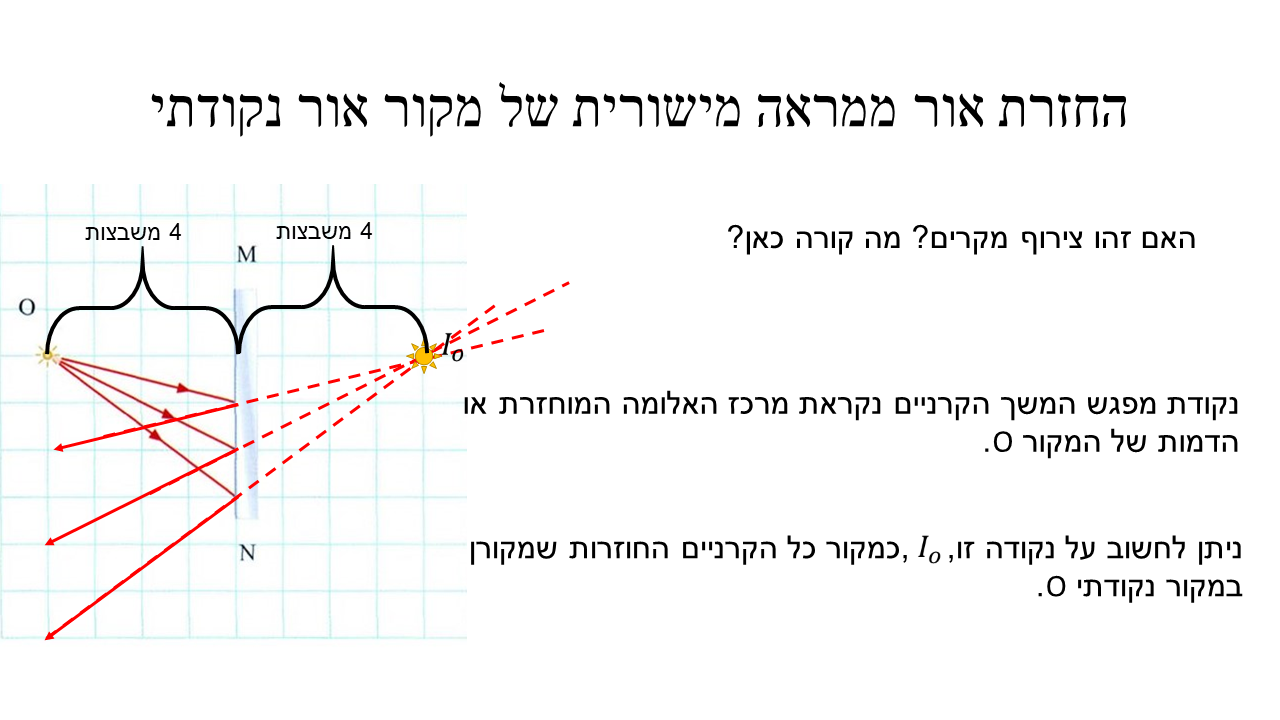 החזרת אור ממראה מישורית של מקור אור נקודתי
האם זהו צירוף מקרים? מה קורה כאן?
4 משבצות
4 משבצות
M
O
I₀
נקודת מפגש המשך הקרניים נקראת מרכז האלומה המוחזרת או
הדמות של המקור O.
N
ניתן לחשוב על נקודה זו, I₀ ,כמקור כל הקרניים החוזרות שמקורן
במקור נקודתי O.